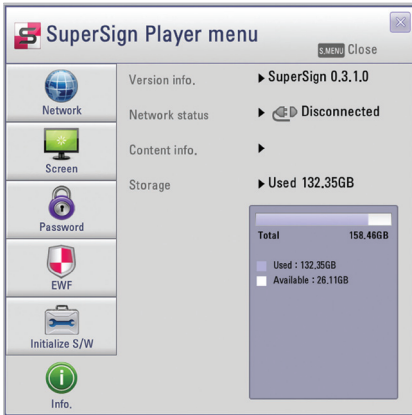 SuperSign Player menu
S.MENU Close
Network
Screen
Password
EWF
Initialize S/W
Info.
Version info. ▶ SuperSign 0.3.1.0
Network status ▶ Disconnected
Content info. ▶
Storage ▶ Used 132.35GB
Total 158.46GB
Used : 132.35GB
Available : 26.11GB